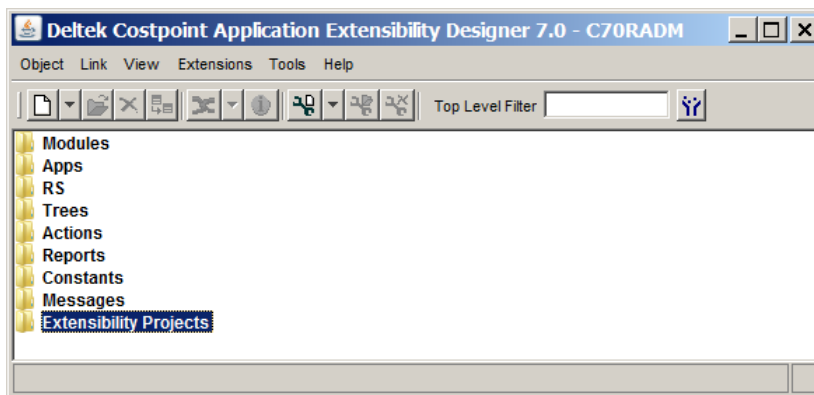 Deltek Costpoint Application Extensibility Designer 7.0 - C70RADM
Object Link View Extensions Tools Help
Top Level Filter
Modules
Apps
RS
Trees
Actions
Reports
Constants
Messages
Extensibility Projects